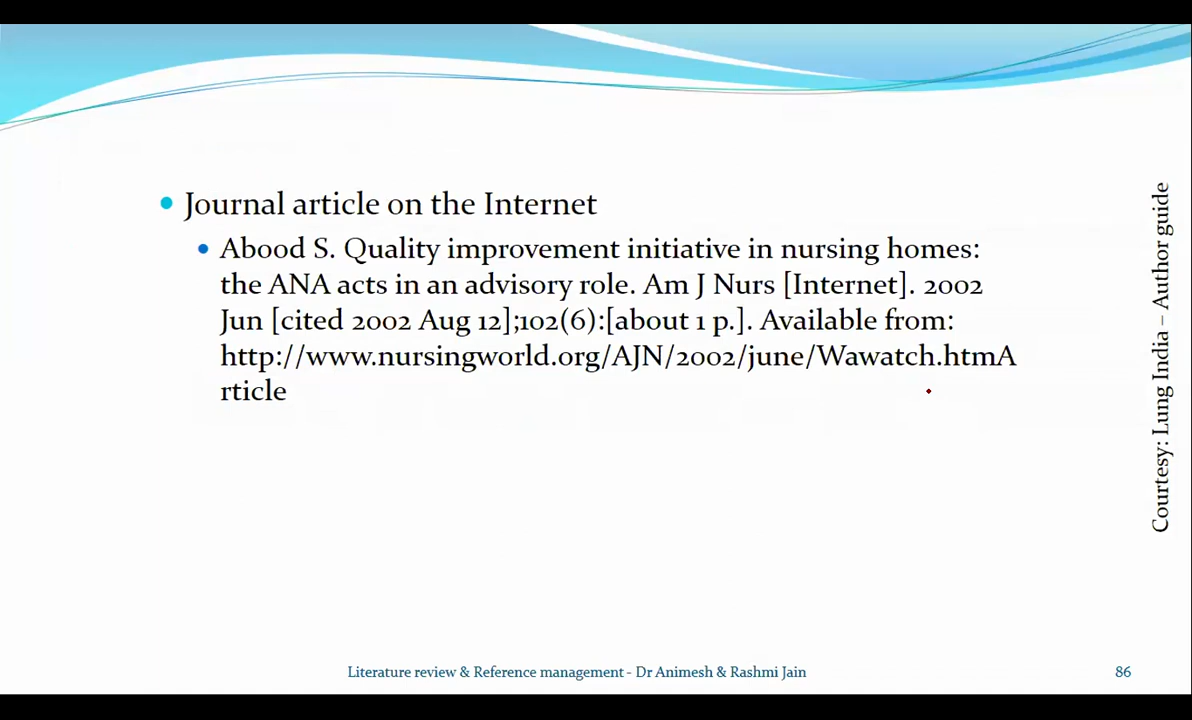 Journal article on the Internet
Abood S. Quality improvement initiative in nursing homes:
the ANA acts in an advisory role. Am J Nurs [Internet]. 2002
Jun [cited 2002 Aug 12];102(6):[about 1 p.]. Available from:
http://www.nursingworld.org/AJN/2002/june/Wawatch.htmA
rticle
Courtesy: Lung India – Author guide
Literature review & Reference management - Dr Animesh & Rashmi Jain
86